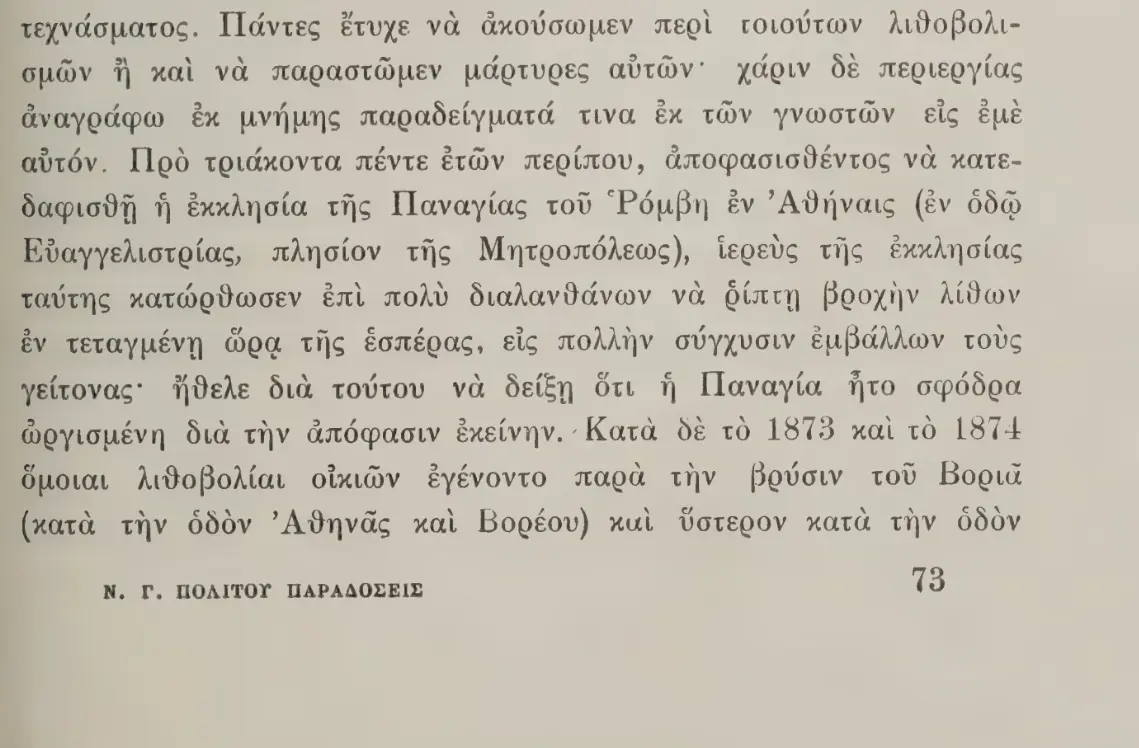 τεχνάσματος. Πάντες ἔτυχε νὰ ἀκούσωμεν περὶ τοιούτων λιθοβολι-
σμῶν ἢ καὶ νὰ παραστῶμεν μάρτυρες αὐτῶν· χάριν δὲ περιεργίας
ἀναγράφω ἐκ μνήμης παραδείγματά τινα ἐκ τῶν γνωστῶν εἰς ἐμὲ
αὐτόν. Πρὸ τριάκοντα πέντε ἐτῶν περίπου, ἀποφασισθέντος νὰ κατε-
δαφισθῇ ἡ ἐκκλησία τῆς Παναγίας τοῦ Ῥόμβη ἐν Ἀθήναις (ἐν ὁδῷ
Εὐαγγελιστρίας, πλησίον τῆς Μητροπόλεως), ἱερεὺς τῆς ἐκκλησίας
ταύτης κατώρθωσεν ἐπὶ πολὺ διαλανθάνων νὰ ῥίπτῃ βροχὴν λίθων
ἐν τεταγμένῃ ὥρᾳ τῆς ἑσπέρας, εἰς πολλὴν σύγχυσιν ἐμβάλλων τοὺς
γείτονας· ἤθελε διὰ τούτου νὰ δείξῃ ὅτι ἡ Παναγία ἦτο σφόδρα
ὠργισμένη διὰ τὴν ἀπόφασιν ἐκείνην. Κατὰ δὲ τὸ 1873 καὶ τὸ 1874
ὅμοιαι λιθοβολίαι οἰκιῶν ἐγένοντο παρὰ τὴν βρύσιν τοῦ Βοριᾶ
(κατὰ τὴν ὁδὸν Ἀθηνᾶς καὶ Βορέου) καὶ ὕστερον κατὰ τὴν ὁδὸν
Ν. Γ. ΠΟΛΙΤΟΥ ΠΑΡΑΔΟΣΕΙΣ 73